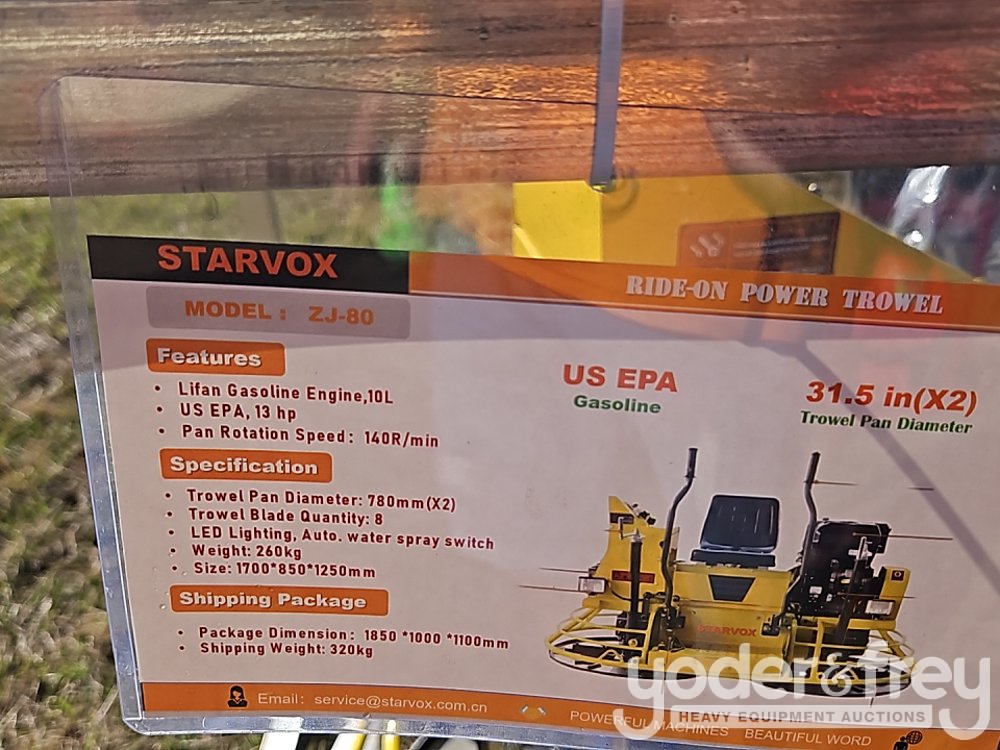 STARVOX
RIDE-ON POWER TROWEL
MODEL: ZJ-80
Features
• Lifan Gasoline Engine,10L
• US EPA, 13 hp
• Pan Rotation Speed: 140R/min
US EPA
Gasoline
31.5 in(X2)
Trowel Pan Diameter
Specification
• Trowel Pan Diameter: 780mm(X2)
• Trowel Blade Quantity: 8
• LED Lighting, Auto. water spray switch
• Weight: 260kg
• Size: 1700*850*1250mm
Shipping Package
• Package Dimension: 1850 *1000 *1100mm
• Shipping Weight: 320kg
STARVOX
Email: service@starvox.com.cn
POWERFUL MACHINES BEAUTIFUL WORD
yoder&frey
HEAVY EQUIPMENT AUCTIONS